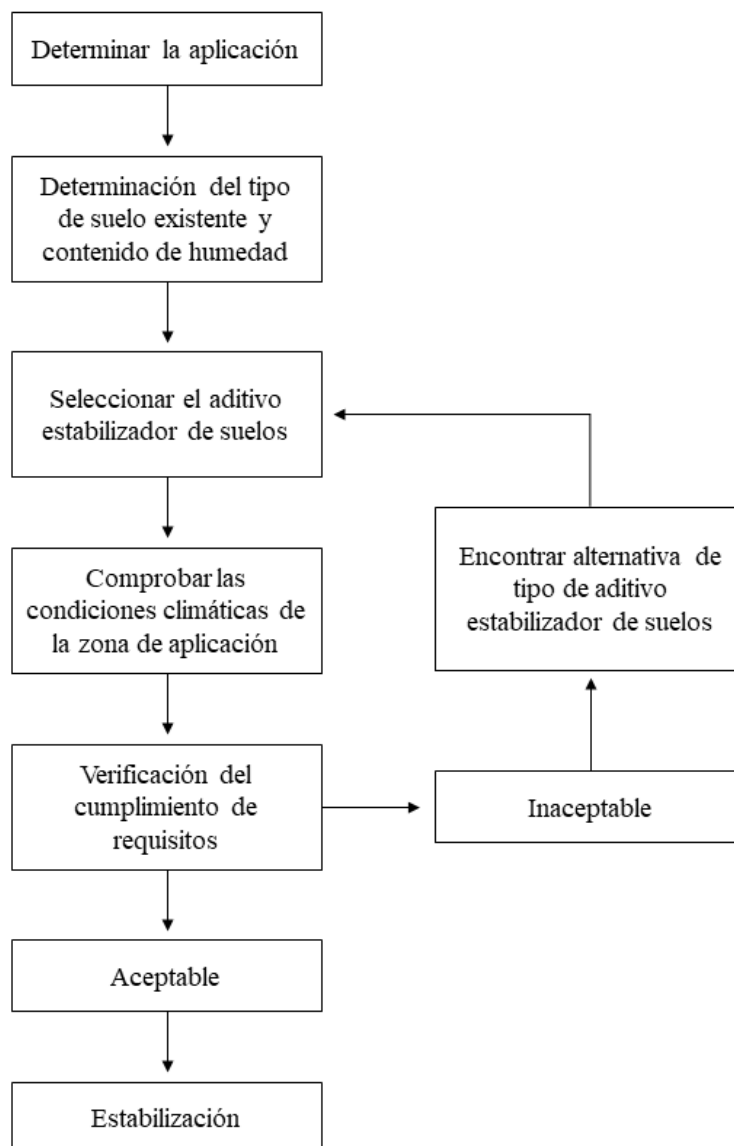 Determinar la aplicación
Determinación del tipo
de suelo existente y
contenido de humedad
Seleccionar el aditivo
estabilizador de suelos
Comprobar las
condiciones climáticas de
la zona de aplicación
Encontrar alternativa de
tipo de aditivo
estabilizador de suelos
Verificación del
cumplimiento de
requisitos
Inaceptable
Aceptable
Estabilización